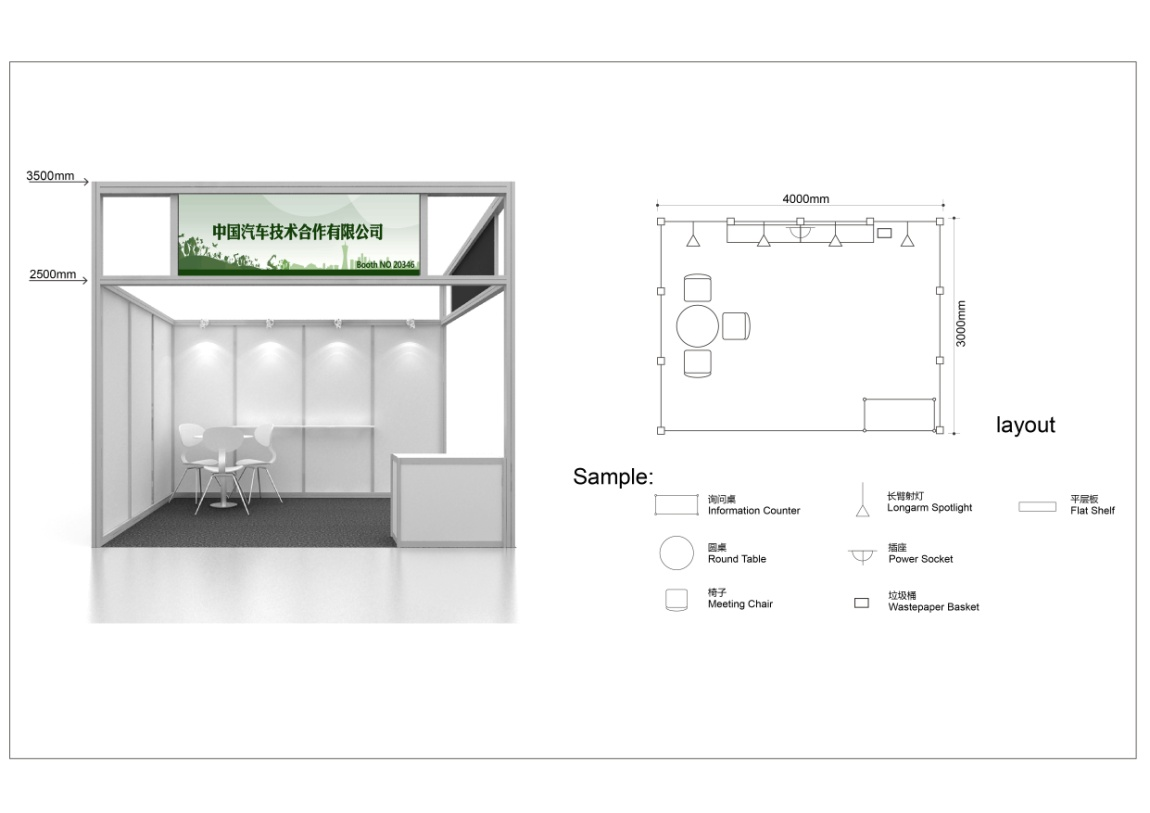 3500mm
2500mm
中国汽车技术合作有限公司
Booth NO 20346
4000mm
3000mm
layout
Sample:
询问桌
Information Counter
长臂射灯
Longarm Spotlight
平层板
Flat Shelf
圆桌
Round Table
插座
Power Socket
椅子
Meeting Chair
垃圾桶
Wastepaper Basket